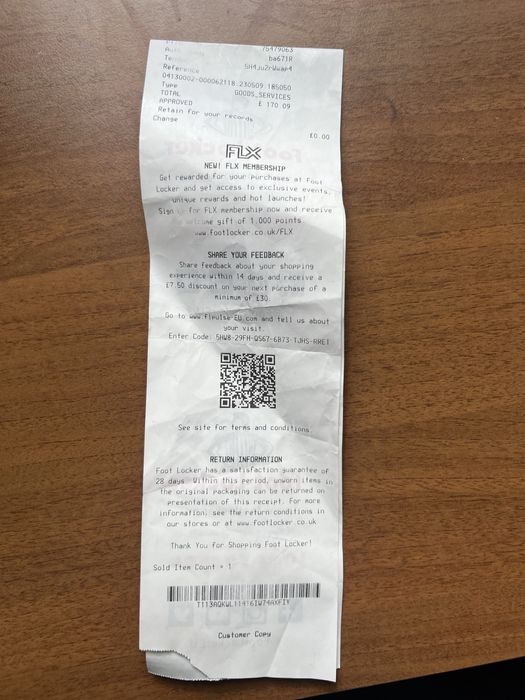 75479063
ba671R
Reference 5H4ju2rWwar4
04130002-000062118 230509 185050
Type GOODS_SERVICES
TOTAL £ 170.09
APPROVED
Retain for your records
Change £0.00
FLX
NEW! FLX MEMBERSHIP
Get rewarded for your purchases at Foot
Locker and get access to exclusive events,
unique rewards and hot launches!
Sign for FLX membership now and receive
welcome gift of 1.000 points.
www.footlocker.co.uk/FLX
SHARE YOUR FEEDBACK
Share feedback about your shopping
experience within 14 days and receive a
£7.50 discount on your next purchase of a
minimum of £30.
Go to www.flpulse-EU.com and tell us about
your visit.
Enter Code: 5HW8-29FH-QS67-6B73-TJHS-RRE1
See site for terms and conditions
RETURN INFORMATION
Foot Locker has a satisfaction guarantee of
28 days. Within this period, unworn items in
the original packaging can be returned on
presentation of this receipt. For more
information, see the return conditions in
our stores or at www.footlocker.co.uk
Thank You for Shopping Foot Locker!
Sold Item Count = 1
T113AQKWL11416IW74AXFIY
Customer Copy